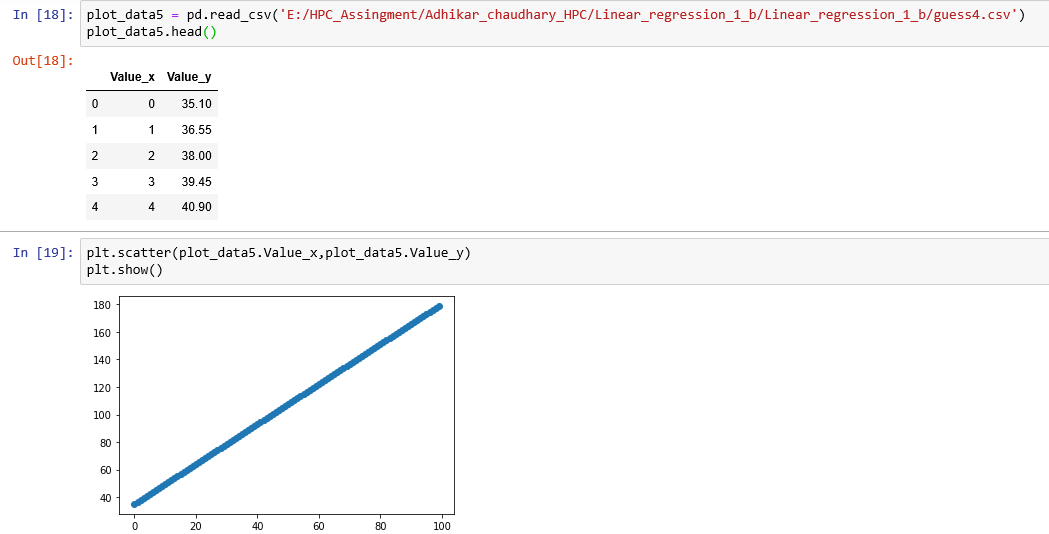 In [18]: plot_data5 = pd.read_csv('E:/HPC_Assingment/Adhikar_chaudhary_HPC/Linear_regression_1_b/Linear_regression_1_b/guess4.csv')
plot_data5.head()
Out[18]:
Value_x Value_y
0 0 35.10
1 1 36.55
2 2 38.00
3 3 39.45
4 4 40.90
In [19]: plt.scatter(plot_data5.Value_x,plot_data5.Value_y)
plt.show()
180
160
140
120
100
80
60
40
0 20 40 60 80 100